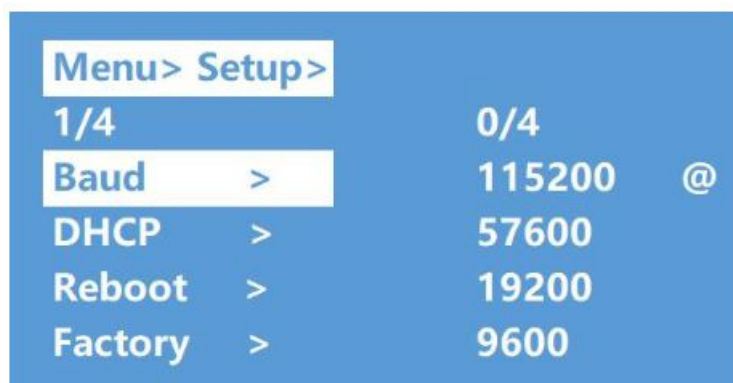 Menu> Setup>
1/4 0/4
Baud > 115200 @
DHCP > 57600
Reboot > 19200
Factory > 9600